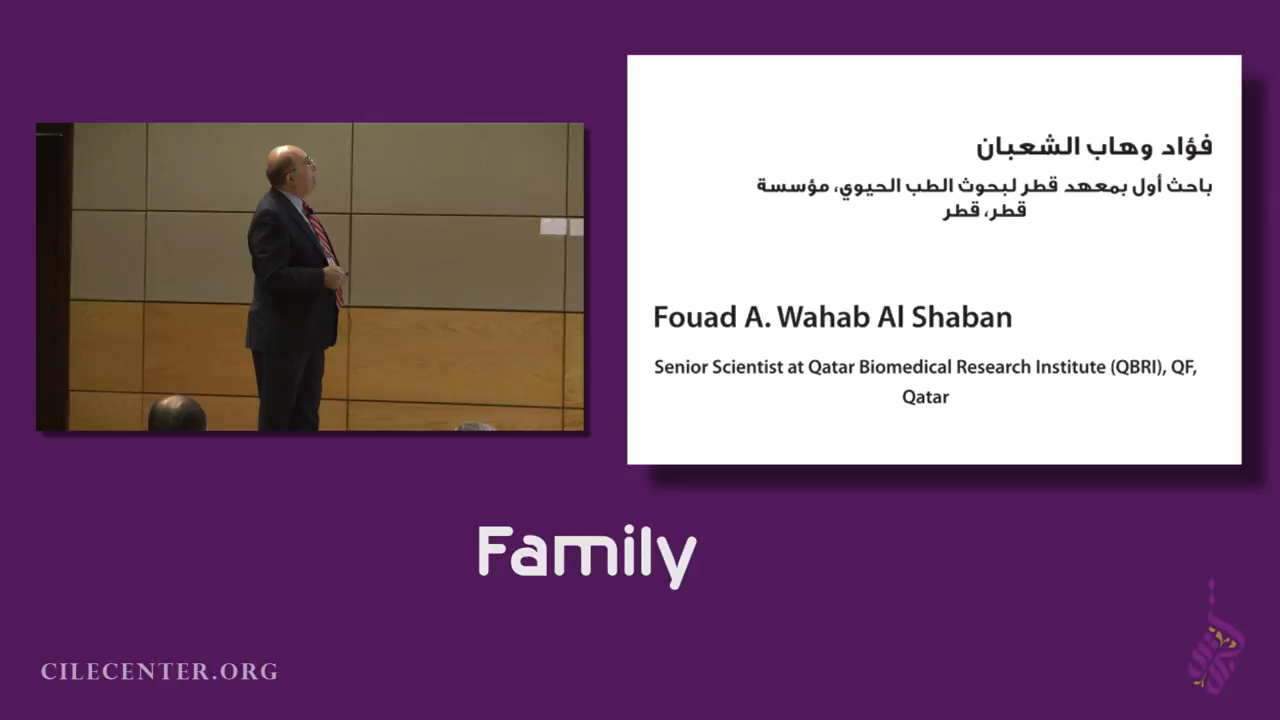 فؤاد وهاب الشعبان
باحث أول بمعهد قطر لبحوث الطب الحيوي، مؤسسة
قطر، قطر
Fouad A. Wahab Al Shaban
Senior Scientist at Qatar Biomedical Research Institute (QBRI), QF,
Qatar
Family
CILECENTER.ORG